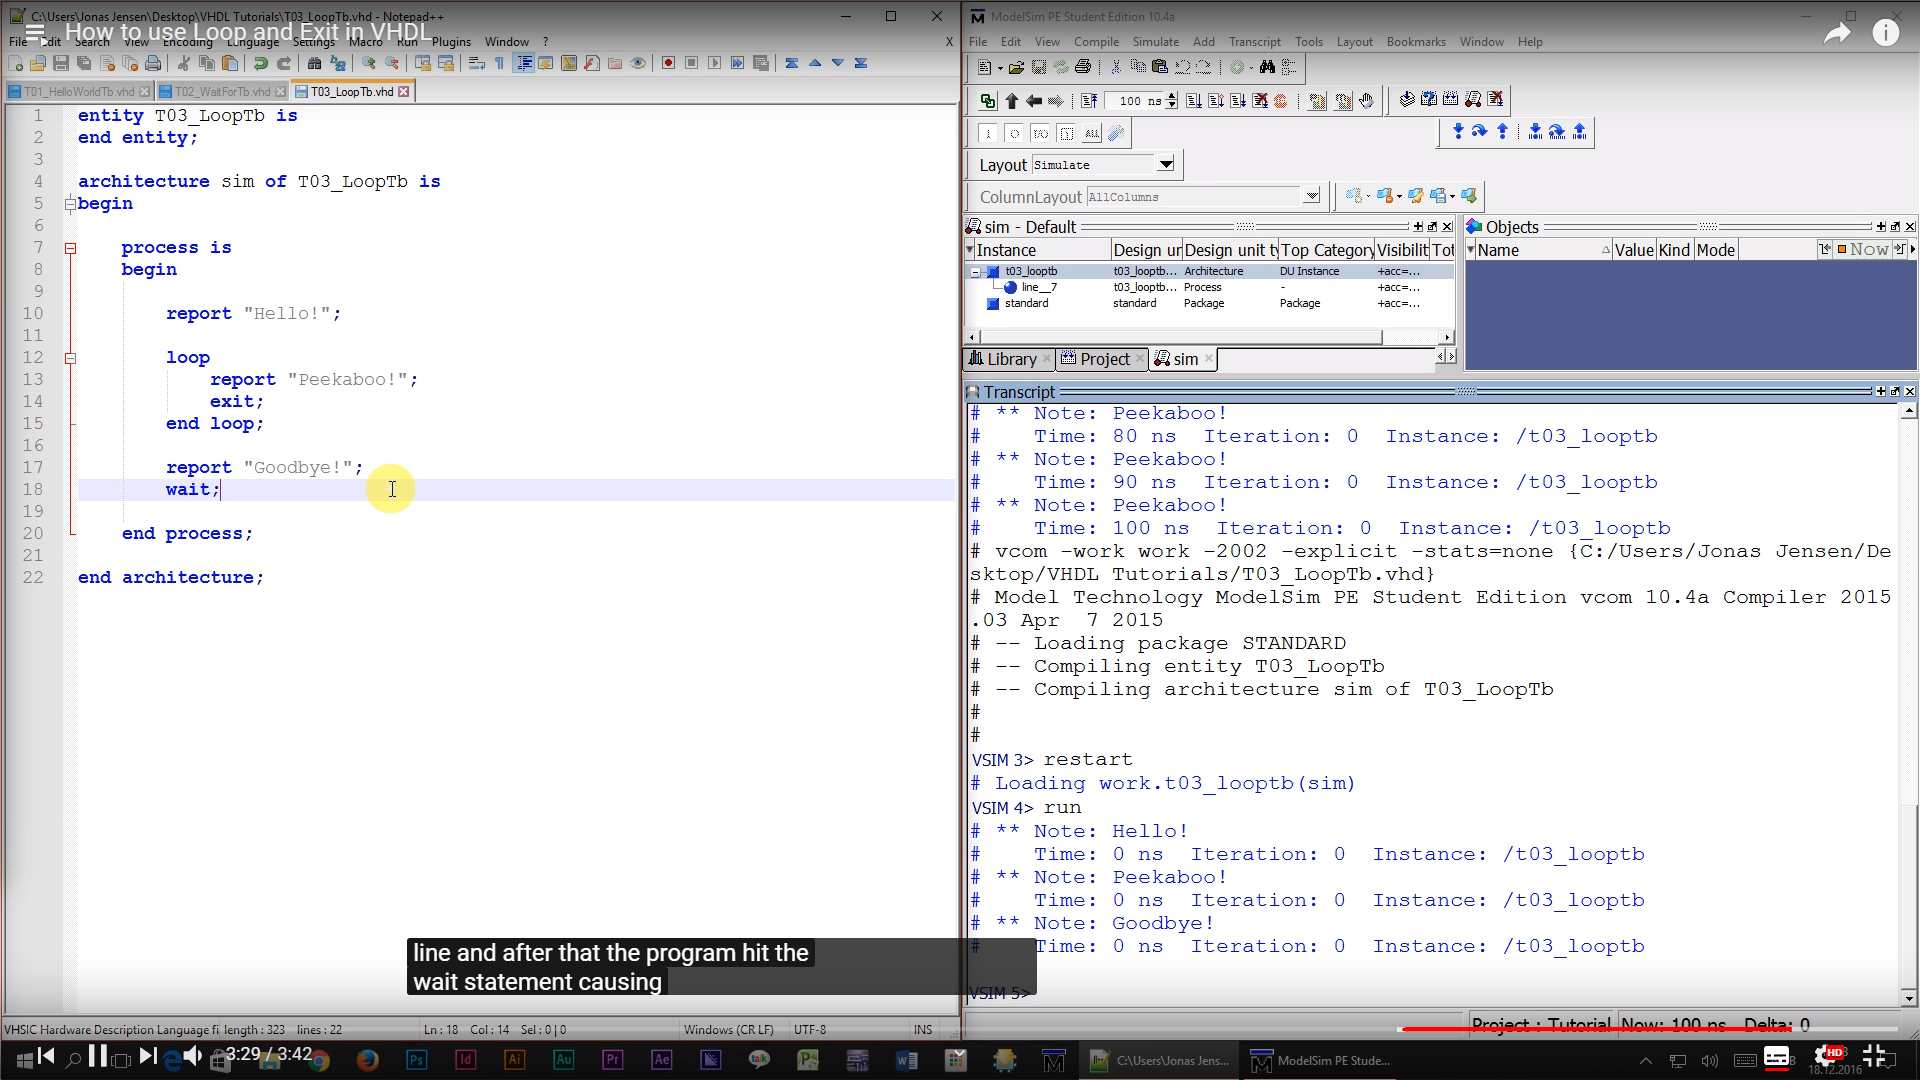 C:\Users\Jonas Jensen\Desktop\VHDL Tutorials\T03_LoopTb.vhd - Notepad++
How to use Loop and Exit in VHDL
File Edit Search View Encoding Language Settings Macro Run Plugins Window ? X
T01_HelloWorldTb.vhd T02_WaitForTb.vhd T03_LoopTb.vhd
1 entity T03_LoopTb is
2 end entity;
3
4 architecture sim of T03_LoopTb is
5 begin
6
7 process is
8 begin
9
10 report "Hello!";
11
12 loop
13 report "Peekaboo!";
14 exit;
15 end loop;
16
17 report "Goodbye!";
18 wait;
19
20 end process;
21
22 end architecture;
line and after that the program hit the
wait statement causing
VHSIC Hardware Description Language fi length : 323 lines : 22 Ln : 18 Col : 14 Sel : 0 | 0 Windows (CR LF) UTF-8 INS
ModelSim PE Student Edition 10.4a
File Edit View Compile Simulate Add Transcript Tools Layout Bookmarks Window Help
100 ns
Layout Simulate
ColumnLayout AllColumns
sim - Default
Instance Design un Design unit ty Top Category Visibilit Tot
t03_looptb t03_looptb... Architecture DU Instance +acc=...
line__7 t03_looptb... Process - +acc=...
standard standard Package Package +acc=...
Library Project sim
Objects
Name Value Kind Mode Now
Transcript
# ** Note: Peekaboo!
# Time: 80 ns Iteration: 0 Instance: /t03_looptb
# ** Note: Peekaboo!
# Time: 90 ns Iteration: 0 Instance: /t03_looptb
# ** Note: Peekaboo!
# Time: 100 ns Iteration: 0 Instance: /t03_looptb
# vcom -work work -2002 -explicit -stats=none {C:/Users/Jonas Jensen/De
sktop/VHDL Tutorials/T03_LoopTb.vhd}
# Model Technology ModelSim PE Student Edition vcom 10.4a Compiler 2015
.03 Apr 7 2015
# -- Loading package STANDARD
# -- Compiling entity T03_LoopTb
# -- Compiling architecture sim of T03_LoopTb
#
#
VSIM 3> restart
# Loading work.t03_looptb(sim)
VSIM 4> run
# ** Note: Hello!
# Time: 0 ns Iteration: 0 Instance: /t03_looptb
# ** Note: Peekaboo!
# Time: 0 ns Iteration: 0 Instance: /t03_looptb
# ** Note: Goodbye!
# Time: 0 ns Iteration: 0 Instance: /t03_looptb
VSIM 5>
Project : Tutorial Now: 100 ns Delta: 0
3:29 / 3:42
Ps Id Ai Au Pr Ae talk
C:\Users\Jonas Jens... ModelSim PE Stude...
HD
18.12.2016